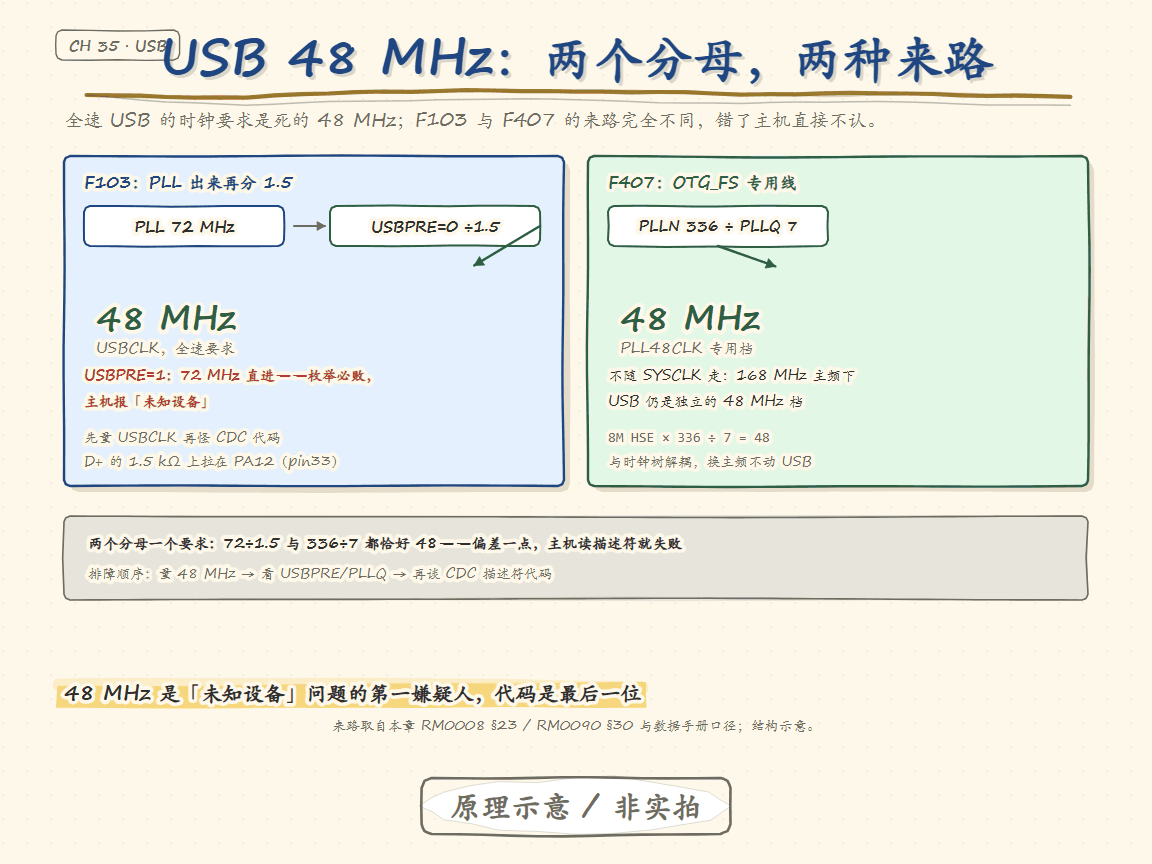 CH 35 · USB
USB 48 MHz：两个分母，两种来路
全速 USB 的时钟要求是死的 48 MHz；F103 与 F407 的来路完全不同，错了主机直接不认。
F103：PLL 出来再分 1.5
PLL 72 MHz
USBPRE=0 ÷1.5
48 MHz
USBCLK，全速要求
USBPRE=1：72 MHz 直进——枚举必败，
主机报「未知设备」
先量 USBCLK 再怪 CDC 代码
D+ 的 1.5 kΩ 上拉在 PA12（pin33）
F407：OTG_FS 专用线
PLLN 336 ÷ PLLQ 7
48 MHz
PLL48CLK 专用档
不随 SYSCLK 走：168 MHz 主频下
USB 仍是独立的 48 MHz 档
8M HSE × 336 ÷ 7 = 48
与时钟树解耦，换主频不动 USB
两个分母一个要求：72÷1.5 与 336÷7 都恰好 48——偏差一点，主机读描述符就失败
排障顺序：量 48 MHz → 看 USBPRE/PLLQ → 再谈 CDC 描述符代码
48 MHz 是「未知设备」问题的第一嫌疑人，代码是最后一位
来路取自本章 RM0008 §23 / RM0090 §30 与数据手册口径；结构示意。
原理示意 / 非实拍